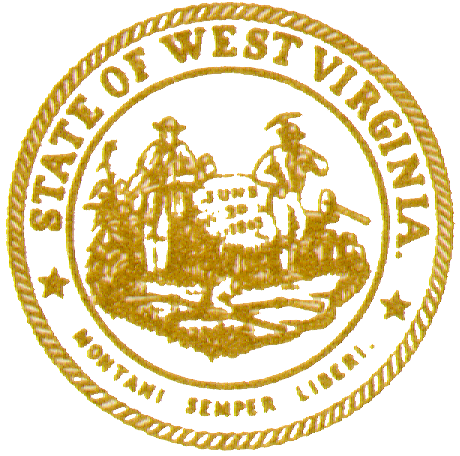 STATE OF WEST VIRGINIA.
JUNE
20
1863
MONTANI SEMPER LIBERI.